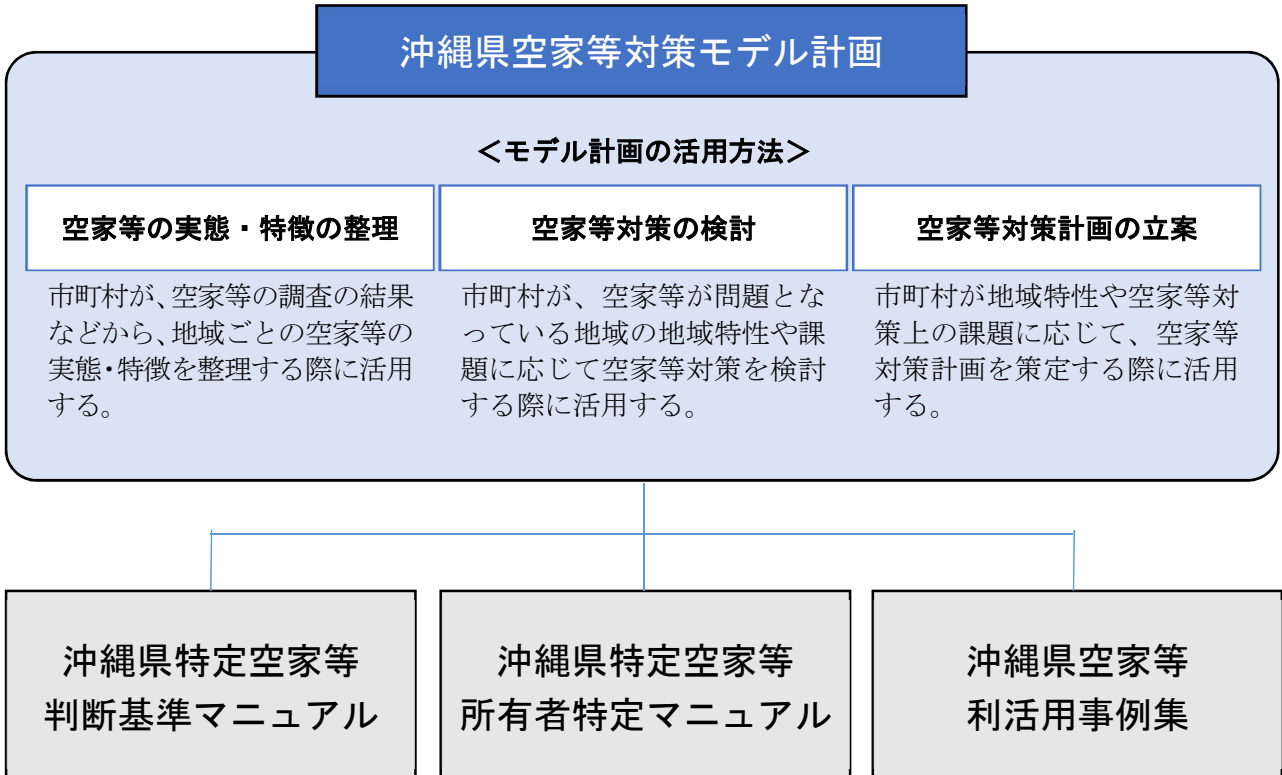 沖縄県空家等対策モデル計画
＜モデル計画の活用方法＞
空家等の実態・特徴の整理
市町村が、空家等の調査の結果
などから、地域ごとの空家等の
実態・特徴を整理する際に活用
する。
空家等対策の検討
市町村が、空家等が問題とな
っている地域の地域特性や課
題に応じて空家等対策を検討
する際に活用する。
空家等対策計画の立案
市町村が地域特性や空家等対
策上の課題に応じて、空家等
対策計画を策定する際に活用
する。
沖縄県特定空家等
判断基準マニュアル
沖縄県特定空家等
所有者特定マニュアル
沖縄県空家等
利活用事例集